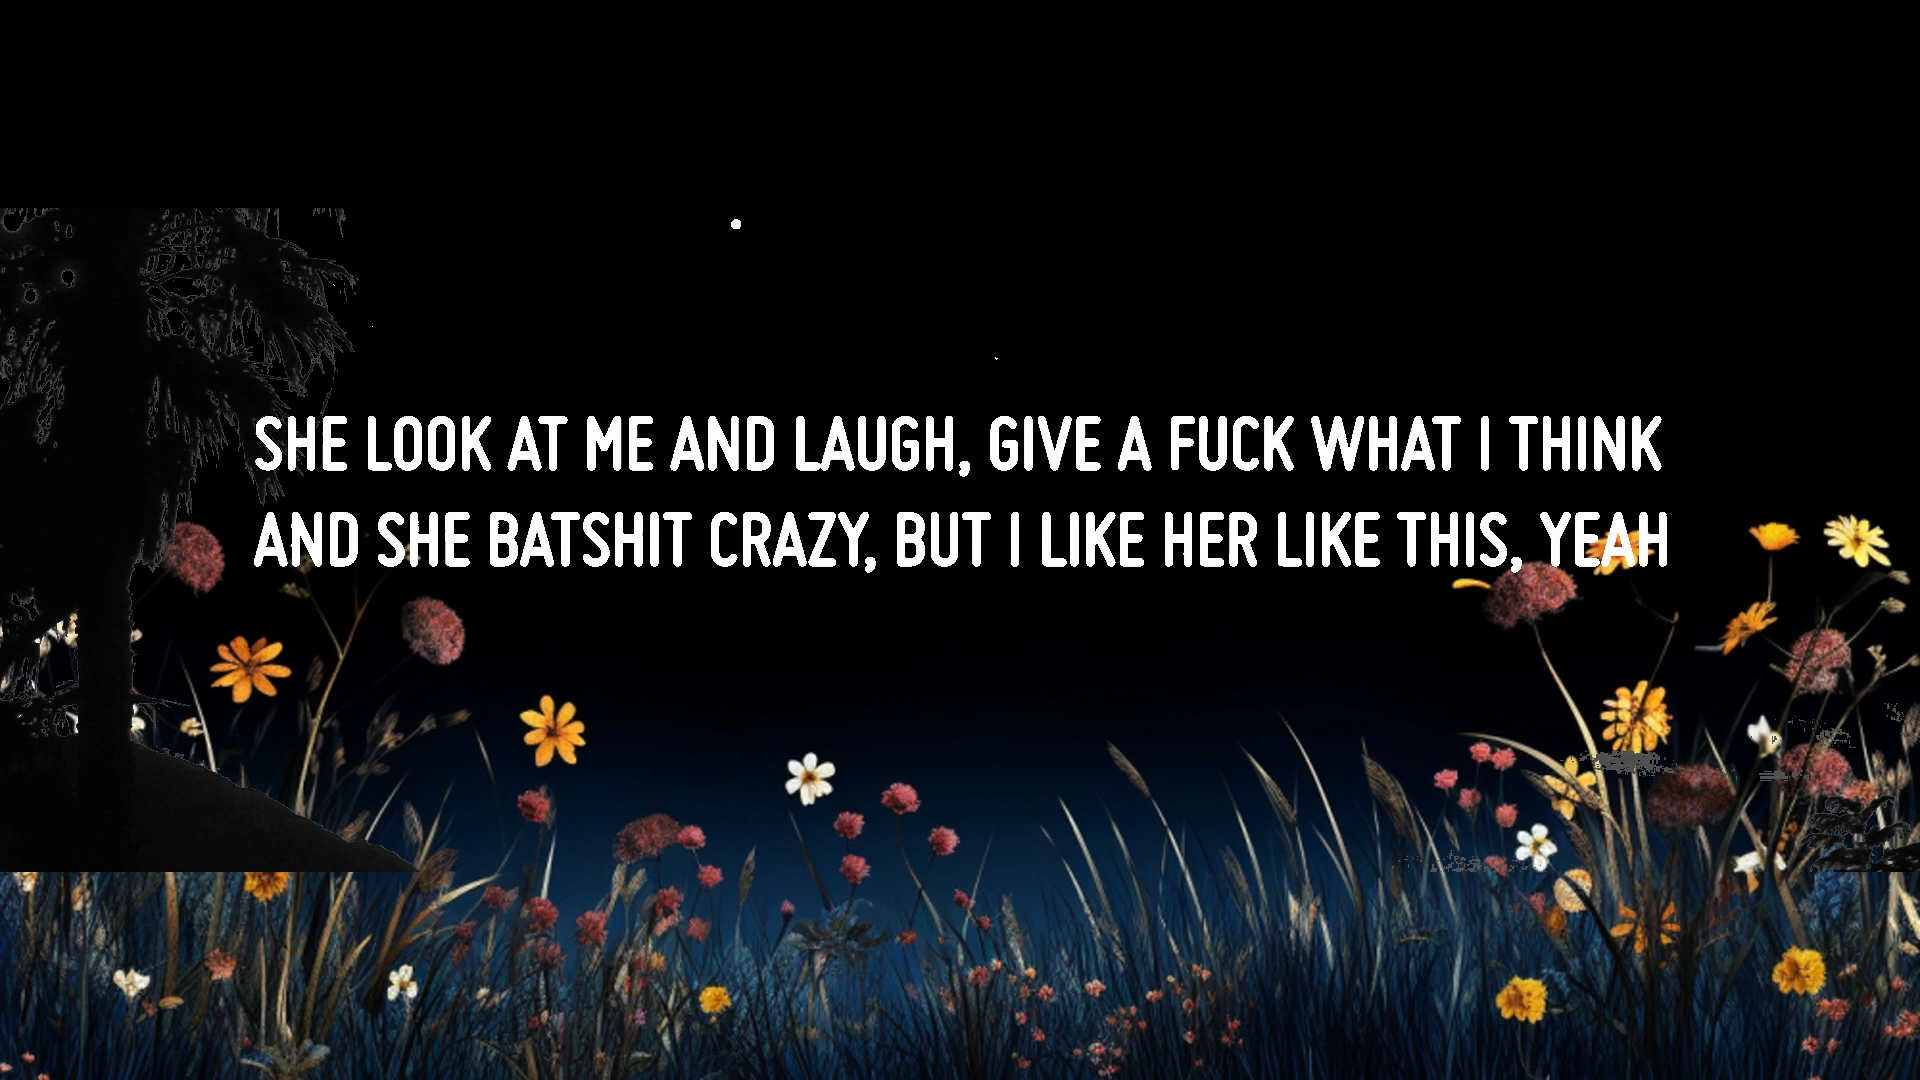 SHE LOOK AT ME AND LAUGH, GIVE A FUCK WHAT I THINK
AND SHE BATSHIT CRAZY, BUT I LIKE HER LIKE THIS, YEAH